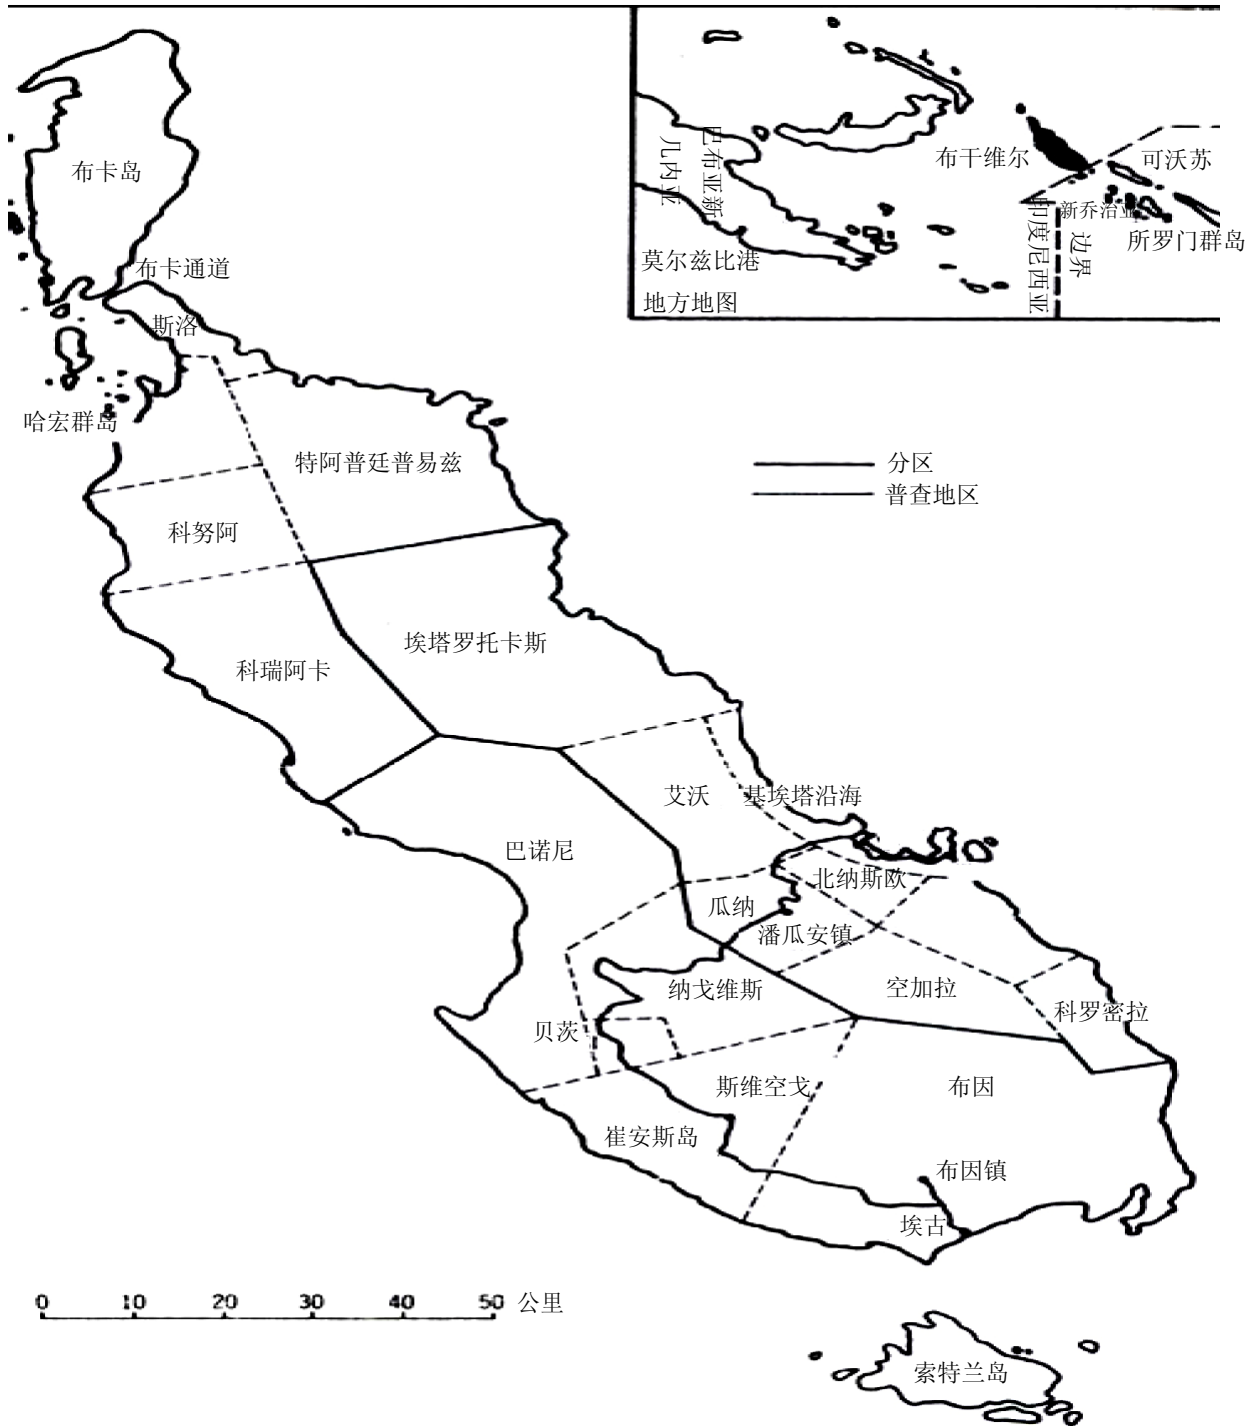 布卡岛
布卡通道
斯洛
哈宏群岛
特阿普廷普易兹
科努阿
科瑞阿卡
埃塔罗托卡斯
巴布亚新
几内亚
布干维尔
可沃苏
新乔治亚
所罗门群岛
印度尼西亚
边界
莫尔兹比港
地方地图
分区
普查地区
艾沃
基埃塔沿海
巴诺尼
北纳斯欧
瓜纳
潘瓜安镇
纳戈维斯
空加拉
科罗密拉
贝茨
斯维空戈
布因
崔安斯岛
布因镇
埃古
0 10 20 30 40 50 公里
索特兰岛